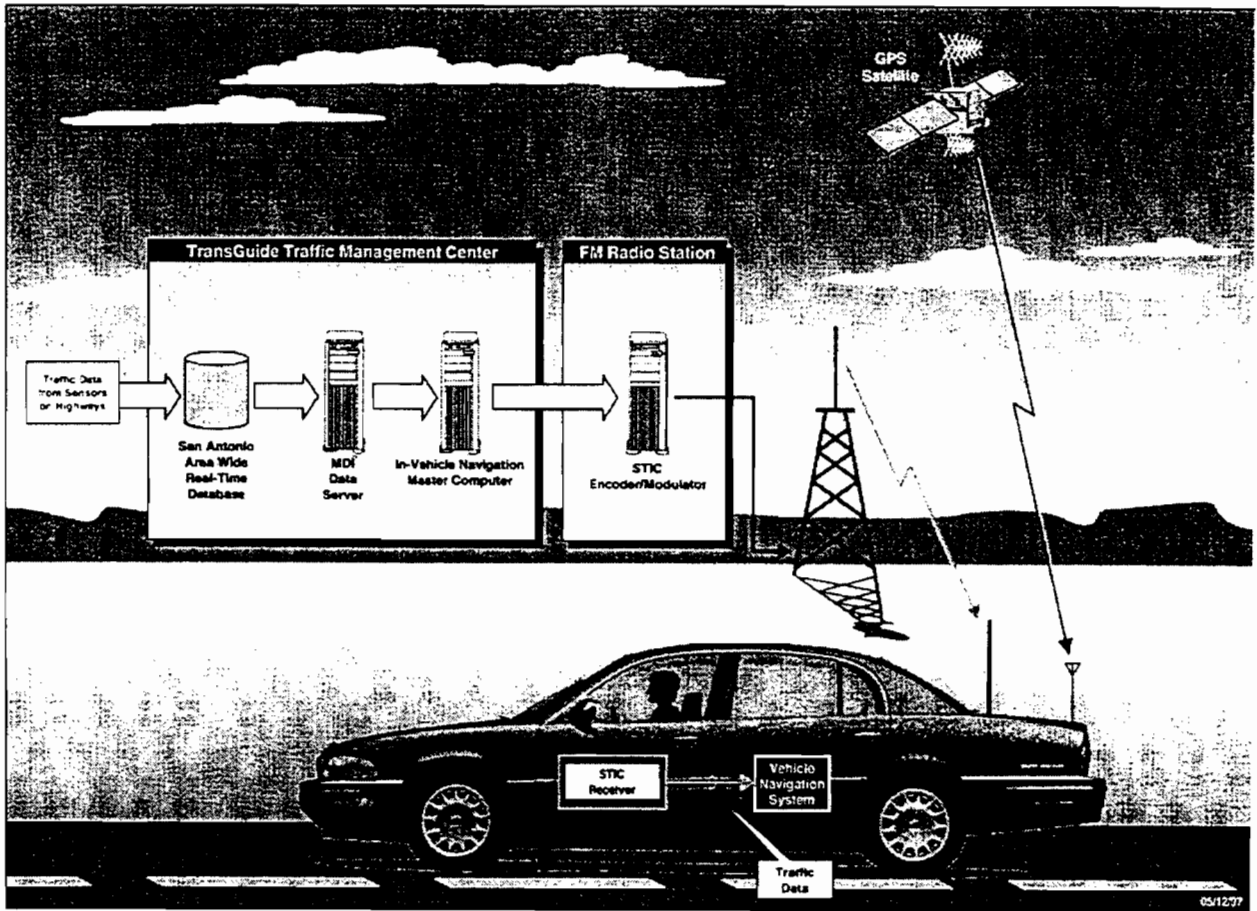 GPS
Satellite
TransGuide Traffic Management Center
FM Radio Station
Traffic Data
from Sensors
on Highways
San Antonio
Area Wide
Real-Time
Database
MDI
Data
Server
In-Vehicle Navigation
Master Computer
STIC
Encoder/Modulator
STIC
Receiver
Vehicle
Navigation
System
Traffic
Data
05/12/97